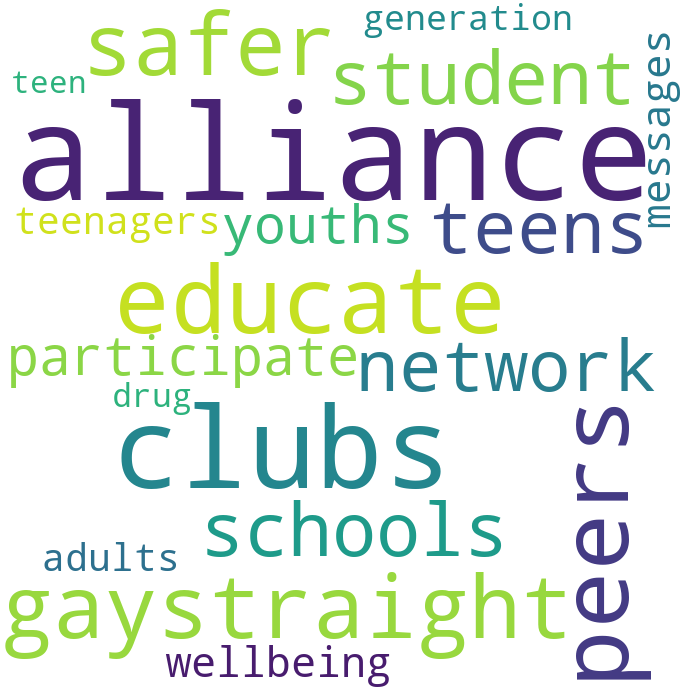 generation
safer
student
teen
messages
alliance
teenagers
youths
teens
educate
participate
network
drug
clubs
peers
schools
adults
gaystraight
wellbeing